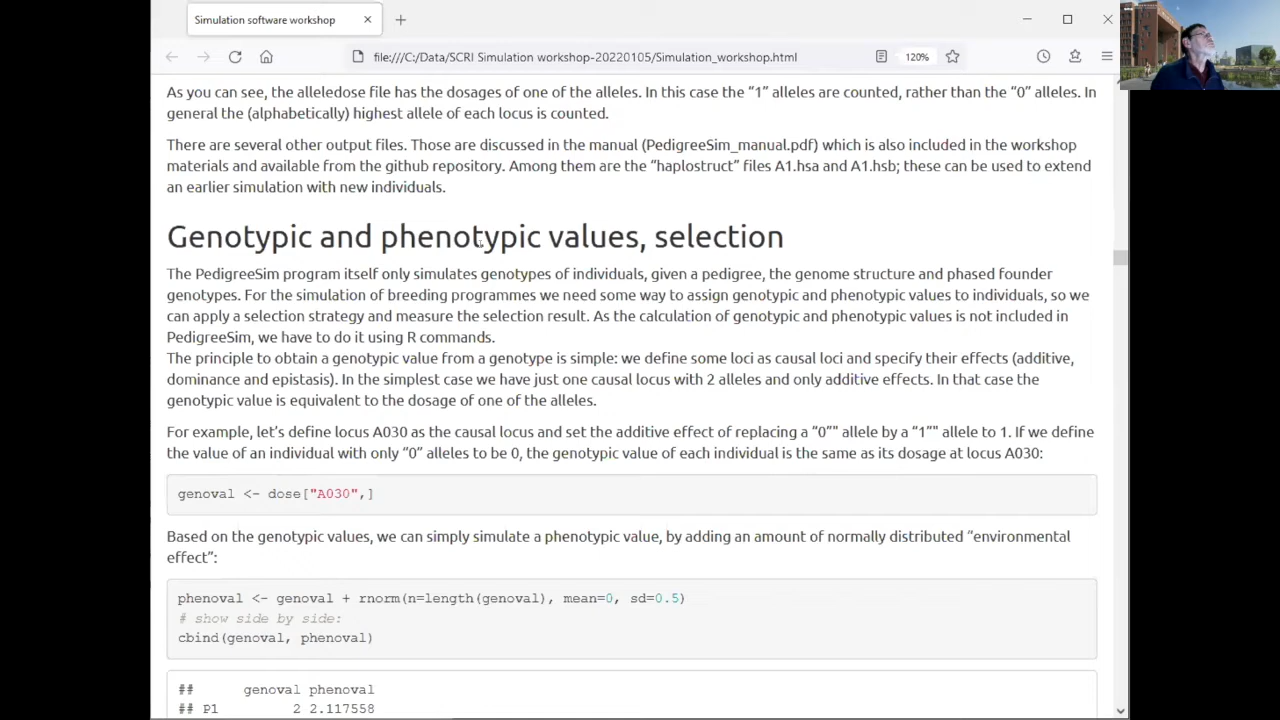 Simulation software workshop
file:///C:/Data/SCRI Simulation workshop-20220105/Simulation_workshop.html
120%
As you can see, the alleledose file has the dosages of one of the alleles. In this case the “1” alleles are counted, rather than the “0” alleles. In
general the (alphabetically) highest allele of each locus is counted.
There are several other output files. Those are discussed in the manual (PedigreeSim_manual.pdf) which is also included in the workshop
materials and available from the github repository. Among them are the “haplostruct” files A1.hsa and A1.hsb; these can be used to extend
an earlier simulation with new individuals.
Genotypic and phenotypic values, selection
The PedigreeSim program itself only simulates genotypes of individuals, given a pedigree, the genome structure and phased founder
genotypes. For the simulation of breeding programmes we need some way to assign genotypic and phenotypic values to individuals, so we
can apply a selection strategy and measure the selection result. As the calculation of genotypic and phenotypic values is not included in
PedigreeSim, we have to do it using R commands.
The principle to obtain a genotypic value from a genotype is simple: we define some loci as causal loci and specify their effects (additive,
dominance and epistasis). In the simplest case we have just one causal locus with 2 alleles and only additive effects. In that case the
genotypic value is equivalent to the dosage of one of the alleles.
For example, let’s define locus A030 as the causal locus and set the additive effect of replacing a “0”" allele by a “1”" allele to 1. If we define
the value of an individual with only “0” alleles to be 0, the genotypic value of each individual is the same as its dosage at locus A030:
genoval <- dose["A030",]
Based on the genotypic values, we can simply simulate a phenotypic value, by adding an amount of normally distributed “environmental
effect”:
phenoval <- genoval + rnorm(n=length(genoval), mean=0, sd=0.5)
# show side by side:
cbind(genoval, phenoval)
## genoval phenoval
## P1 2 2.117558